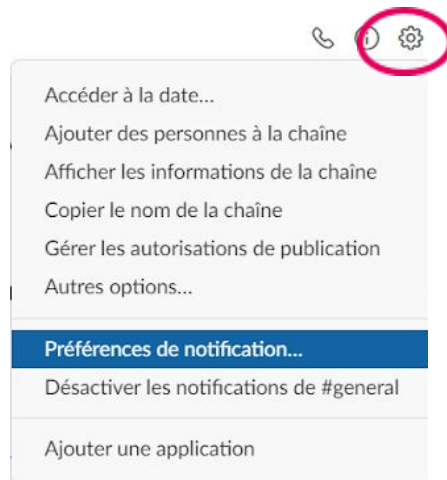 Accéder à la date...
Ajouter des personnes à la chaîne
Afficher les informations de la chaîne
Copier le nom de la chaîne
Gérer les autorisations de publication
Autres options...
Préférences de notification...
Désactiver les notifications de #general
Ajouter une application